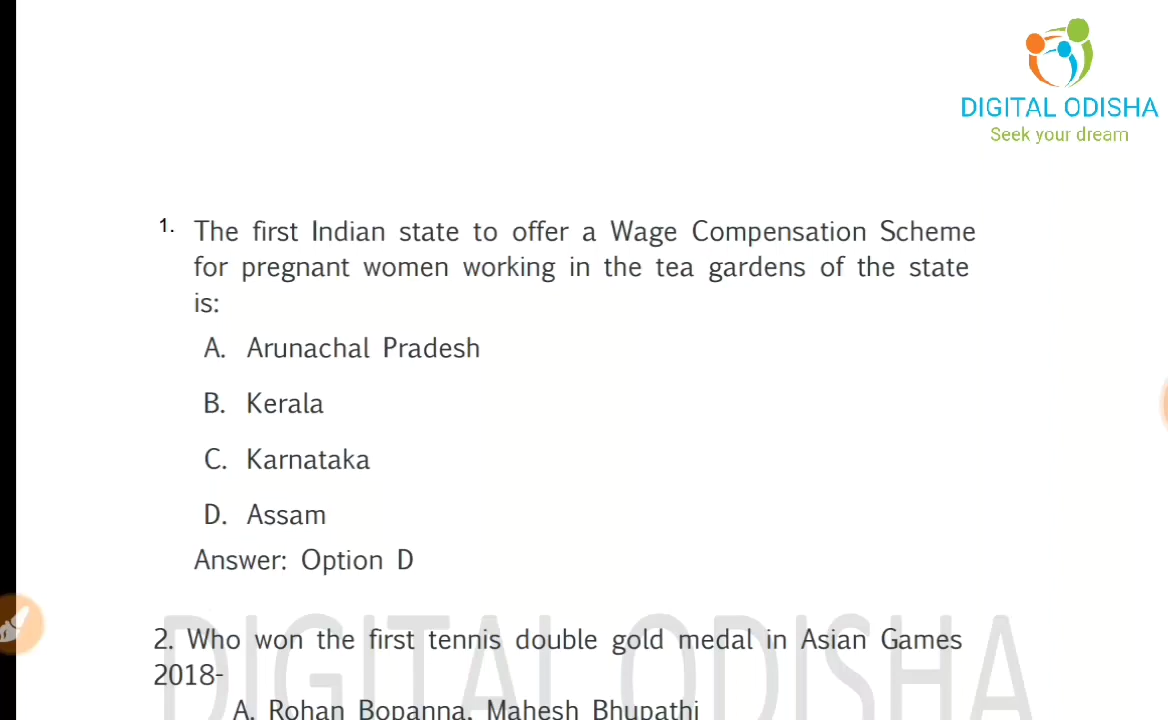 DIGITAL ODISHA
Seek your dream
1. The first Indian state to offer a Wage Compensation Scheme
for pregnant women working in the tea gardens of the state
is:
A. Arunachal Pradesh
B. Kerala
C. Karnataka
D. Assam
Answer: Option D
DIGITAL ODISHA
2. Who won the first tennis double gold medal in Asian Games
2018-
A. Rohan Bopanna, Mahesh Bhupathi